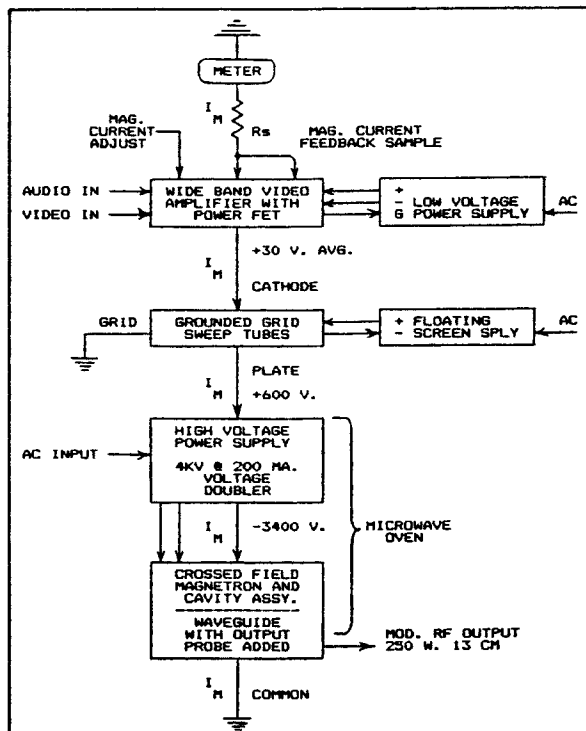 METER
I
M
Rs
MAG.
CURRENT
ADJUST
MAG. CURRENT
FEEDBACK SAMPLE
AUDIO IN
VIDEO IN
WIDE BAND VIDEO
AMPLIFIER WITH
POWER FET
+
- LOW VOLTAGE
G POWER SUPPLY
AC
I
M
+30 V. AVG.
CATHODE
GRID
GROUNDED GRID
SWEEP TUBES
+ FLOATING
- SCREEN SPLY
AC
I
M
PLATE
+600 V.
AC INPUT
HIGH VOLTAGE
POWER SUPPLY
4KV @ 200 MA.
VOLTAGE
DOUBLER
I
M
-3400 V.
MICROWAVE
OVEN
CROSSED FIELD
MAGNETRON AND
CAVITY ASSY.
WAVEGUIDE
WITH OUTPUT
PROBE ADDED
MOD. RF OUTPUT
250 W. 13 CM
I
M
COMMON